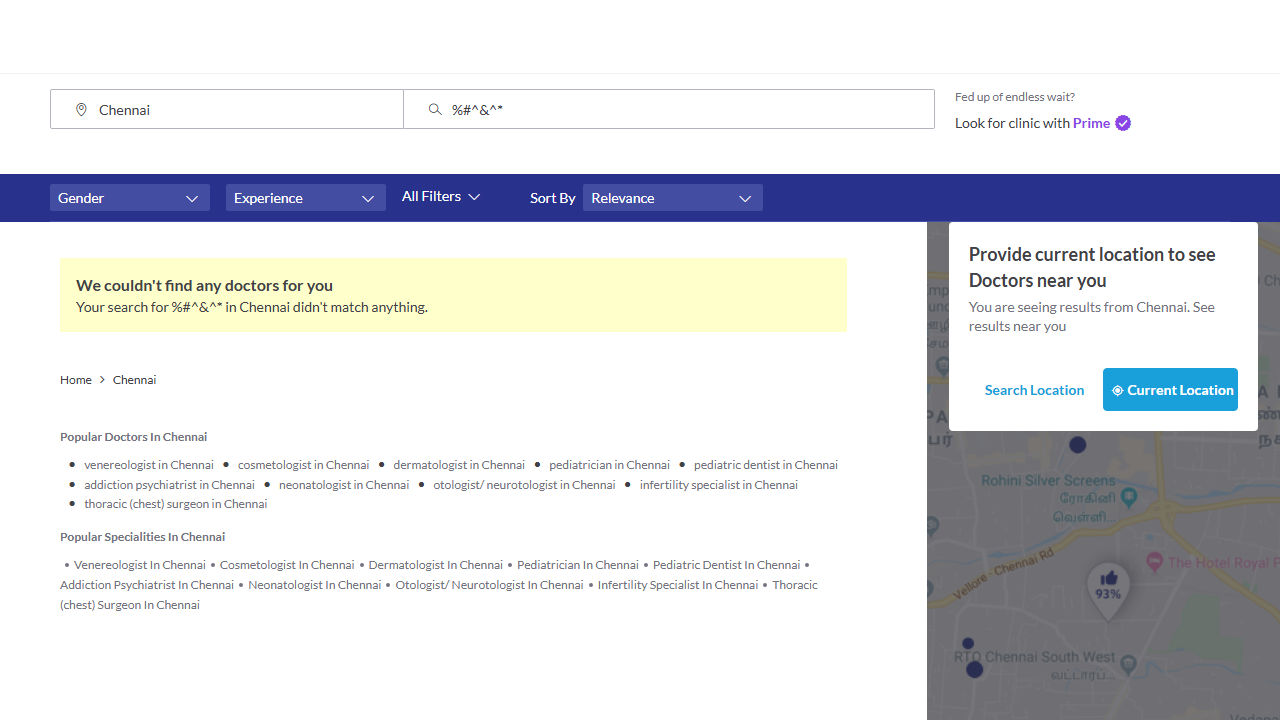 Chennai
%#^&^*
Fed up of endless wait?
Look for clinic with Prime
Gender
Experience
All Filters
Sort By
Relevance
We couldn't find any doctors for you
Your search for %#^&^* in Chennai didn't match anything.
Home > Chennai
Popular Doctors In Chennai
• venereologist in Chennai • cosmetologist in Chennai • dermatologist in Chennai • pediatrician in Chennai • pediatric dentist in Chennai
• addiction psychiatrist in Chennai • neonatologist in Chennai • otologist/ neurotologist in Chennai • infertility specialist in Chennai
• thoracic (chest) surgeon in Chennai
Popular Specialities In Chennai
• Venereologist In Chennai • Cosmetologist In Chennai • Dermatologist In Chennai • Pediatrician In Chennai • Pediatric Dentist In Chennai •
Addiction Psychiatrist In Chennai • Neonatologist In Chennai • Otologist/ Neurotologist In Chennai • Infertility Specialist In Chennai • Thoracic
(chest) Surgeon In Chennai
Provide current location to see
Doctors near you
You are seeing results from Chennai. See
results near you
Search Location
Current Location
Rohini Silver Screens
ரோகினி
வெள்ளி...
Vellore - Chennai Rd
The Hotel Royal P
93%
RTO Chennai South West
வட்டாரப்...